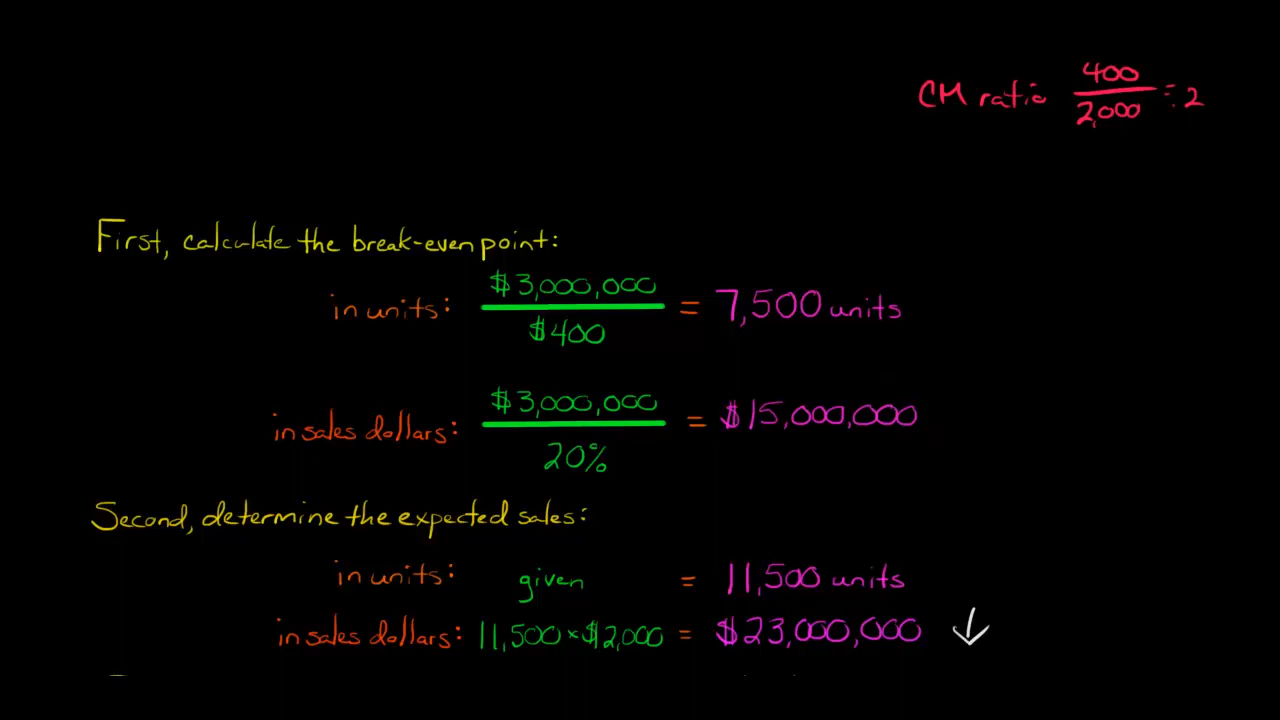 CM ratio 400
2,000 = .2
First, calculate the break-even point:
$3,000,000
in units: = 7,500 units
$400
$3,000,000
in sales dollars: = $15,000,000
20%
Second, determine the expected sales:
in units: given = 11,500 units
in sales dollars: 11,500 × $2,000 = $23,000,000